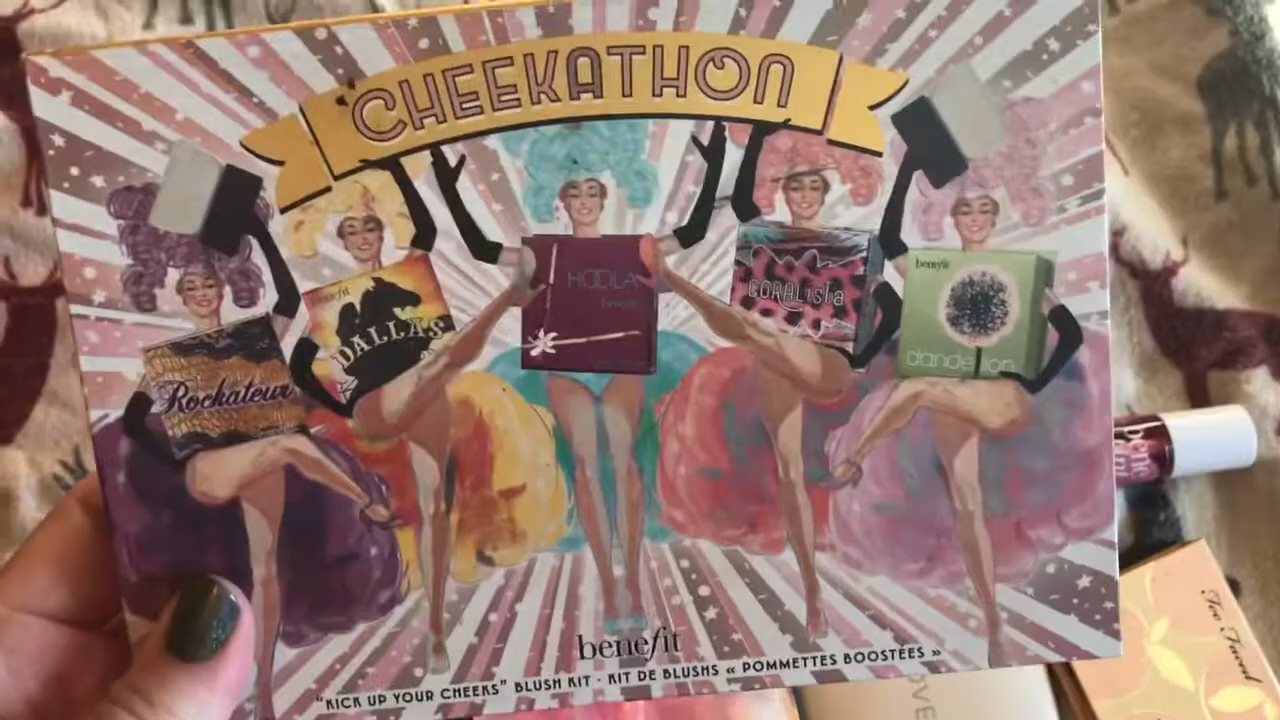 CHEEKATHON
Rockateur
benefit
DALLAS
HOOLA
benefit
CORALista
benefit
dandelion
benefit
"KICK UP YOUR CHEEKS" BLUSH KIT · KIT DE BLUSHS « POMMETTES BOOSTÉES »
bene
Too Faced